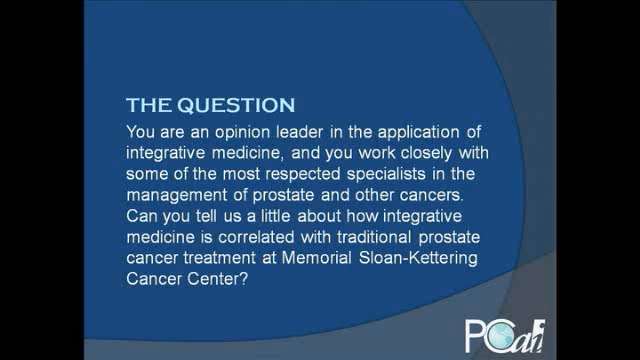 THE QUESTION
You are an opinion leader in the application of
integrative medicine, and you work closely with
some of the most respected specialists in the
management of prostate and other cancers.
Can you tell us a little about how integrative
medicine is correlated with traditional prostate
cancer treatment at Memorial Sloan-Kettering
Cancer Center?